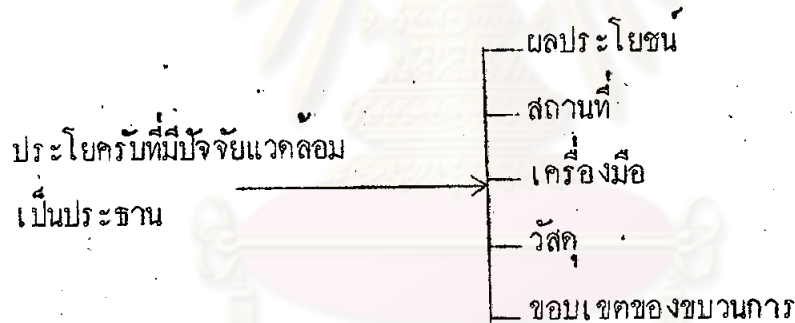 ผลประโยชน์
สถานที่
ประโยครับที่มีปัจจัยแวดล้อม
เครื่องมือ
เป็นประธาน
วัสดุ
ขอบเขตของขบวนการ